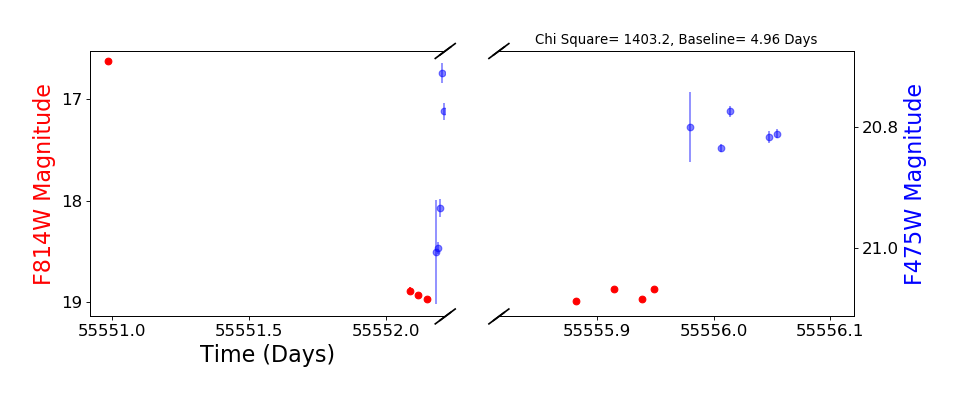 Chi Square= 1403.2, Baseline= 4.96 Days
F814W Magnitude
17
18
19
20.8
21.0
F475W Magnitude
55551.0 55551.5 55552.0 55555.9 55556.0 55556.1
Time (Days)